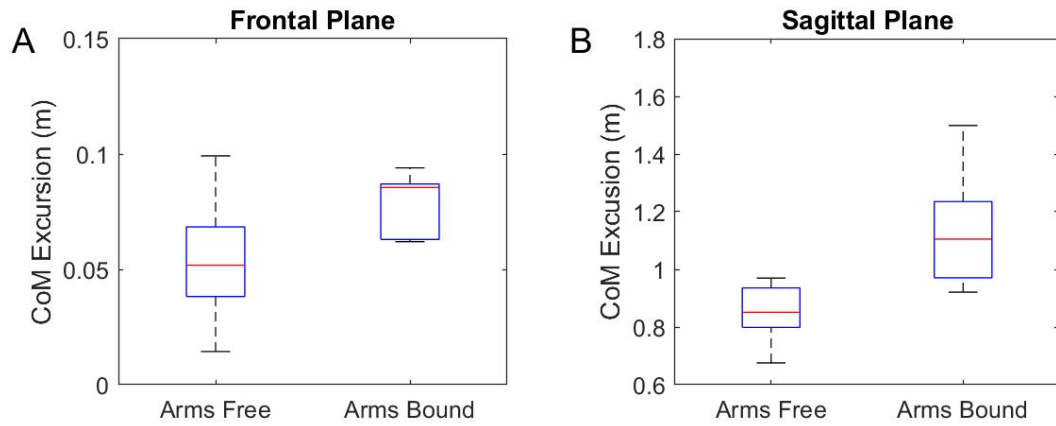 A
Frontal Plane
0.15
0.1
0.05
0
CoM Excursion (m)
Arms Free
Arms Bound
B
Sagittal Plane
1.8
1.6
1.4
1.2
1
0.8
0.6
CoM Excusion (m)
Arms Free
Arms Bound